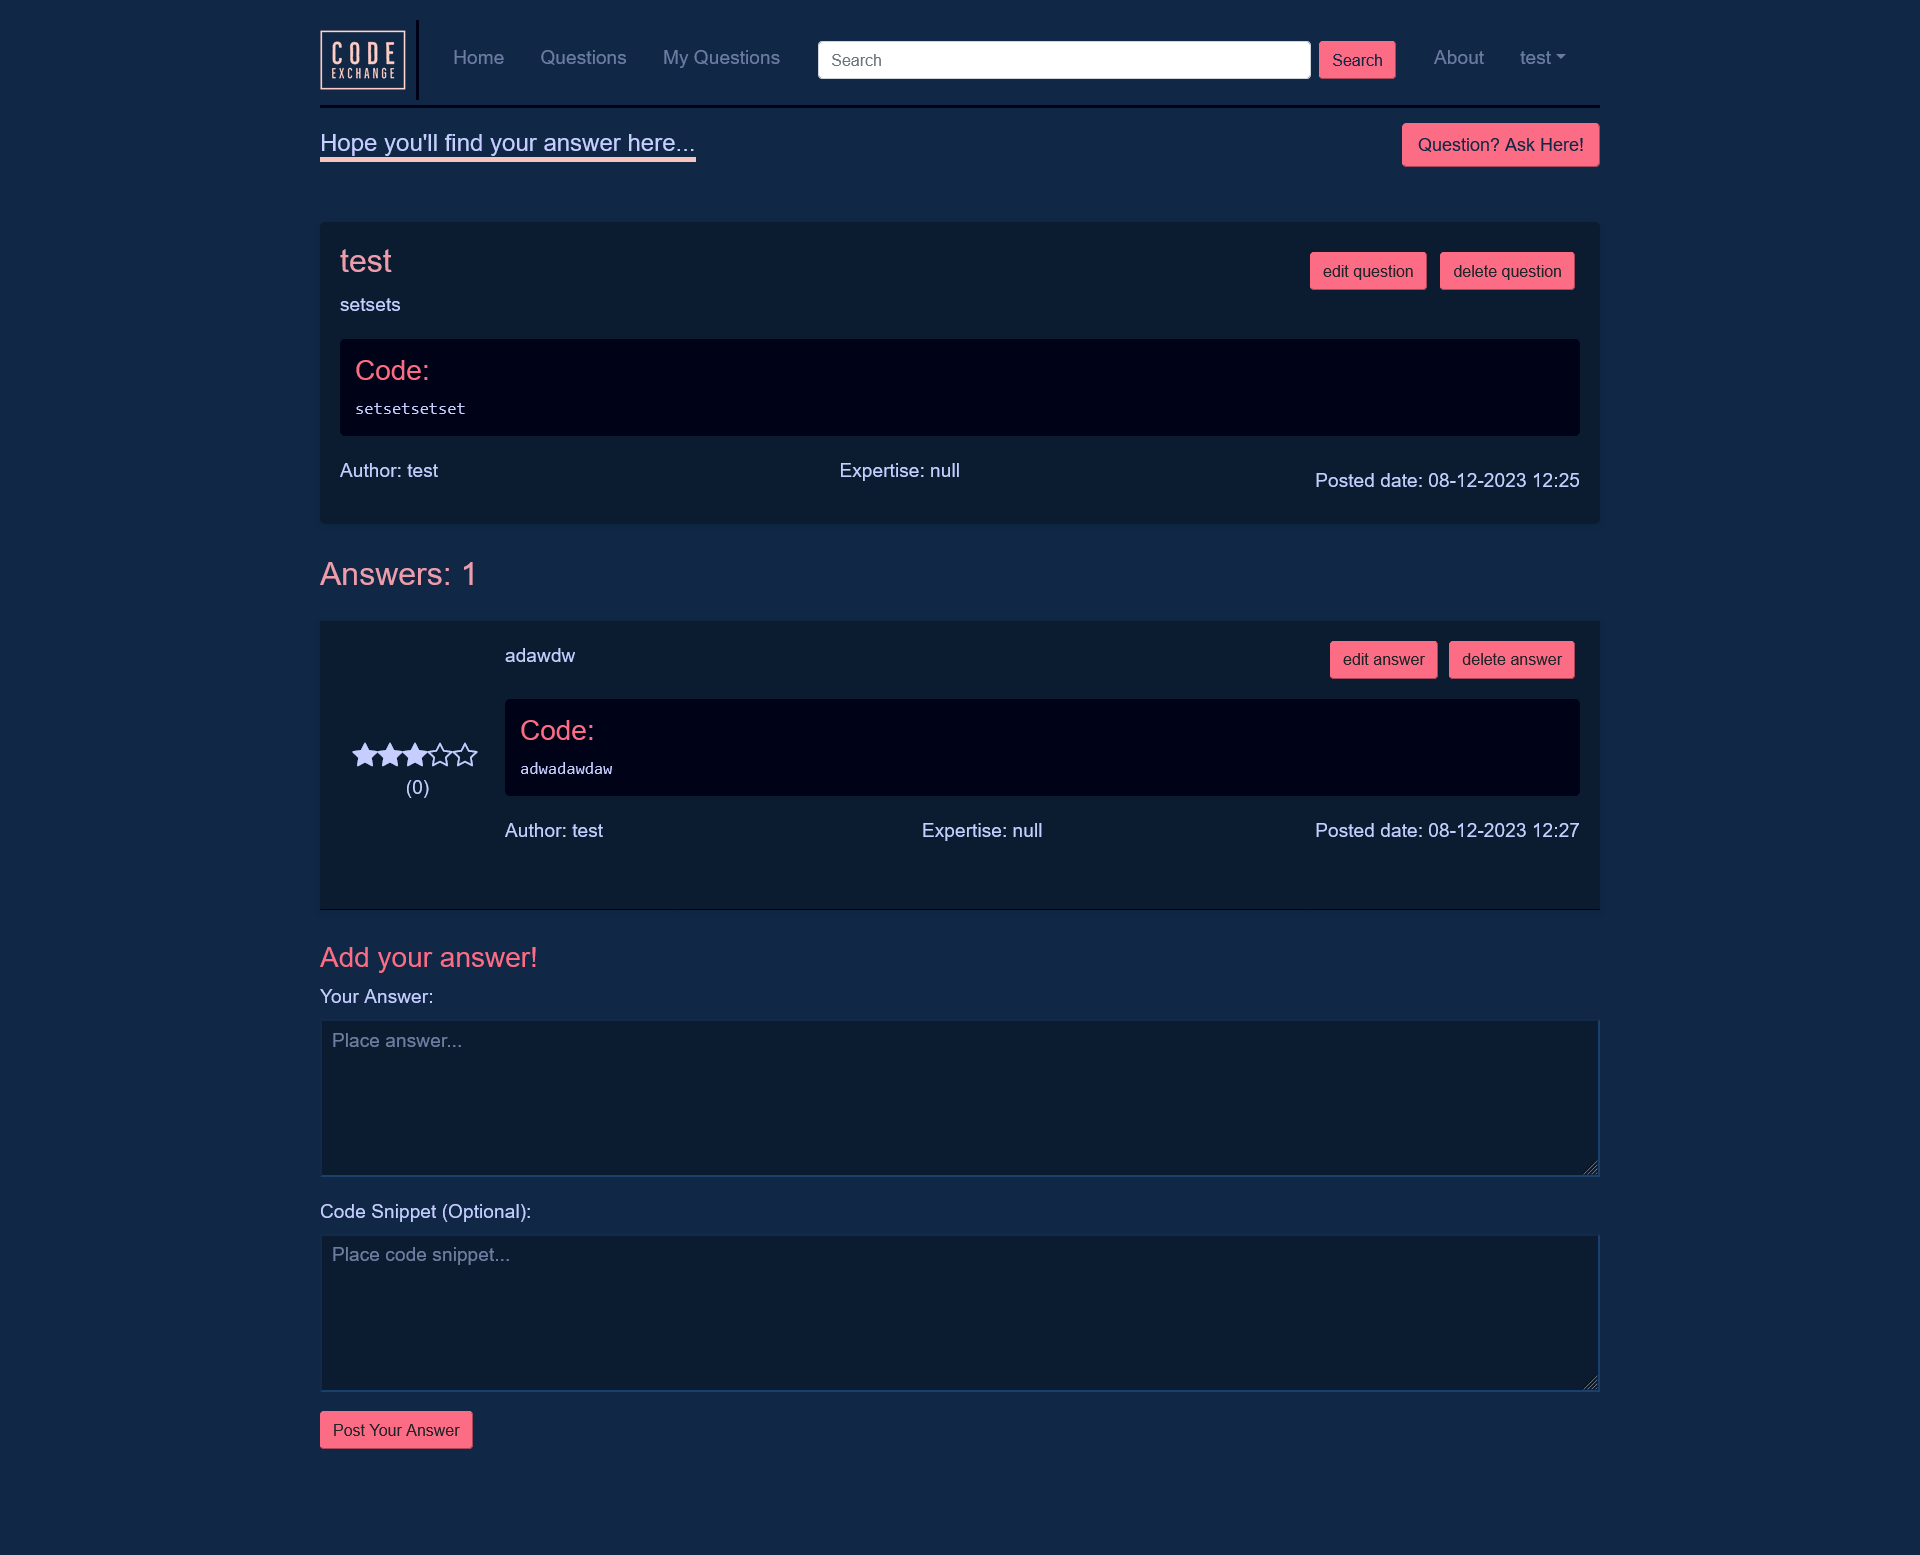 CODE
EXCHANGE
Home Questions My Questions Search Search About test
Hope you'll find your answer here...
Question? Ask Here!
test
edit question delete question
setsets
Code:
setsetsetset
Author: test Expertise: null Posted date: 08-12-2023 12:25
Answers: 1
adawdw
edit answer delete answer
Code:
adwadawdaw
(0)
Author: test Expertise: null Posted date: 08-12-2023 12:27
Add your answer!
Your Answer:
Place answer...
Code Snippet (Optional):
Place code snippet...
Post Your Answer